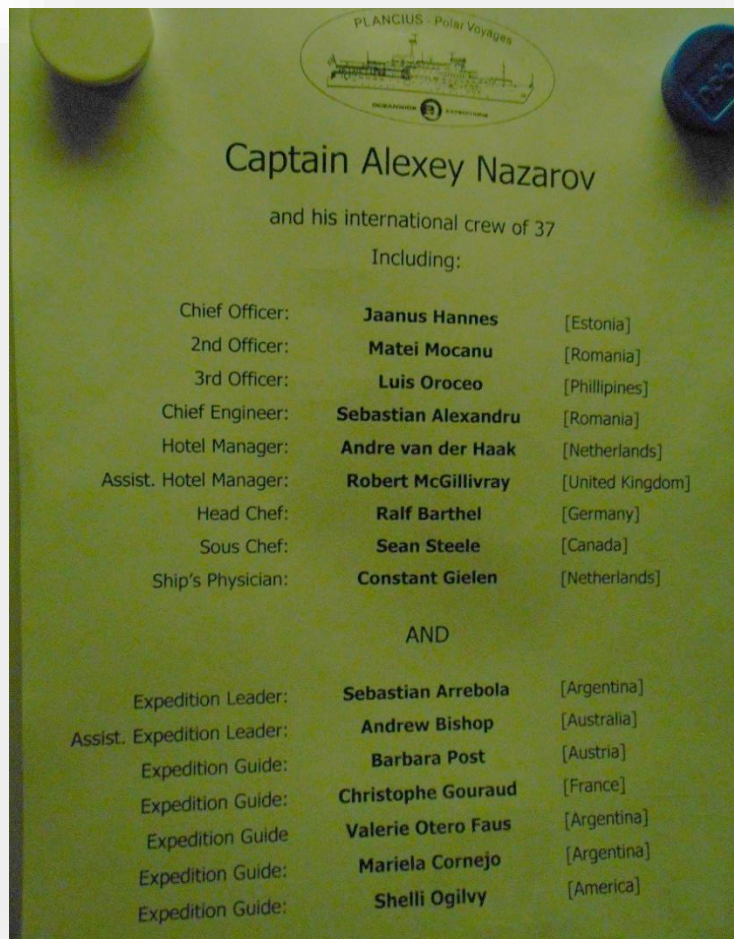 PLANCIUS - Polar Voyages
OCEANWIDE EXPEDITIONS
Captain Alexey Nazarov
and his international crew of 37
Including:
Chief Officer: Jaanus Hannes [Estonia]
2nd Officer: Matei Mocanu [Romania]
3rd Officer: Luis Oroceo [Phillipines]
Chief Engineer: Sebastian Alexandru [Romania]
Hotel Manager: Andre van der Haak [Netherlands]
Assist. Hotel Manager: Robert McGillivray [United Kingdom]
Head Chef: Ralf Barthel [Germany]
Sous Chef: Sean Steele [Canada]
Ship's Physician: Constant Gielen [Netherlands]
AND
Expedition Leader: Sebastian Arrebola [Argentina]
Assist. Expedition Leader: Andrew Bishop [Australia]
Expedition Guide: Barbara Post [Austria]
Expedition Guide: Christophe Gouraud [France]
Expedition Guide Valerie Otero Faus [Argentina]
Expedition Guide: Mariela Cornejo [Argentina]
Expedition Guide: Shelli Ogilvy [America]